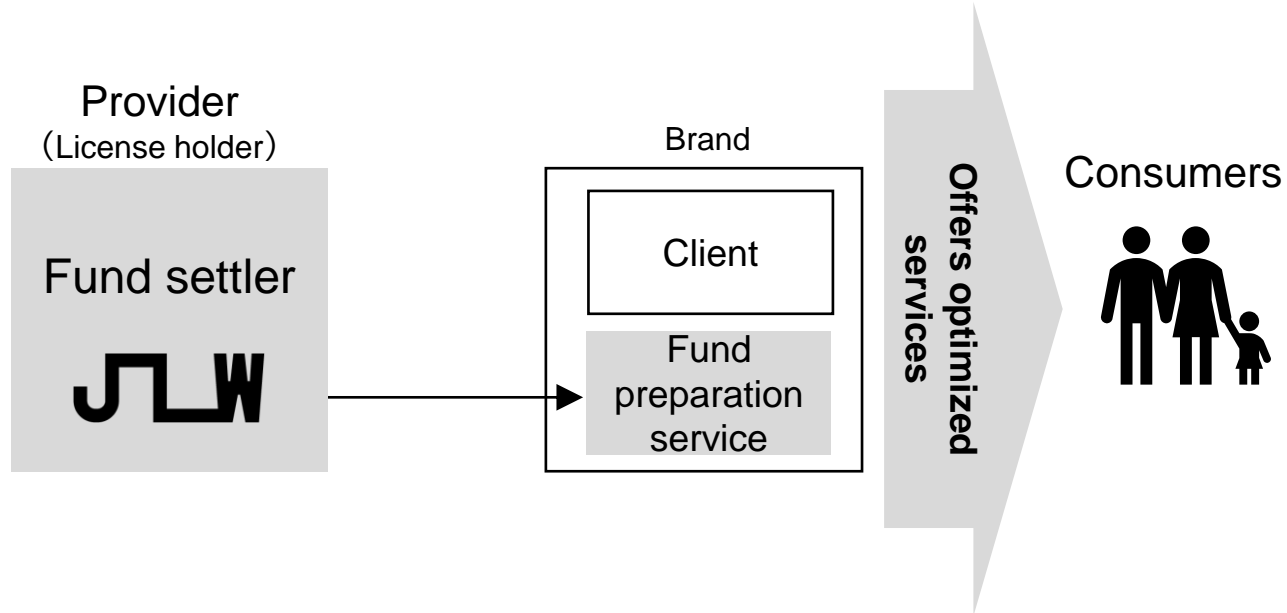 Provider
（License holder）
Fund settler
J W
Brand
Client
Fund
preparation
service
Offers optimized
services
Consumers